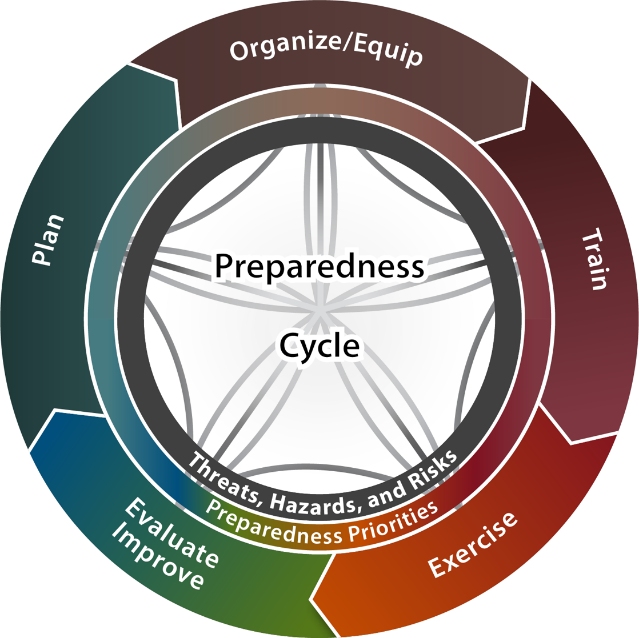 Organize/Equip
Train
Exercise
Evaluate
Improve
Plan
Preparedness
Cycle
Threats, Hazards, and Risks
Preparedness Priorities